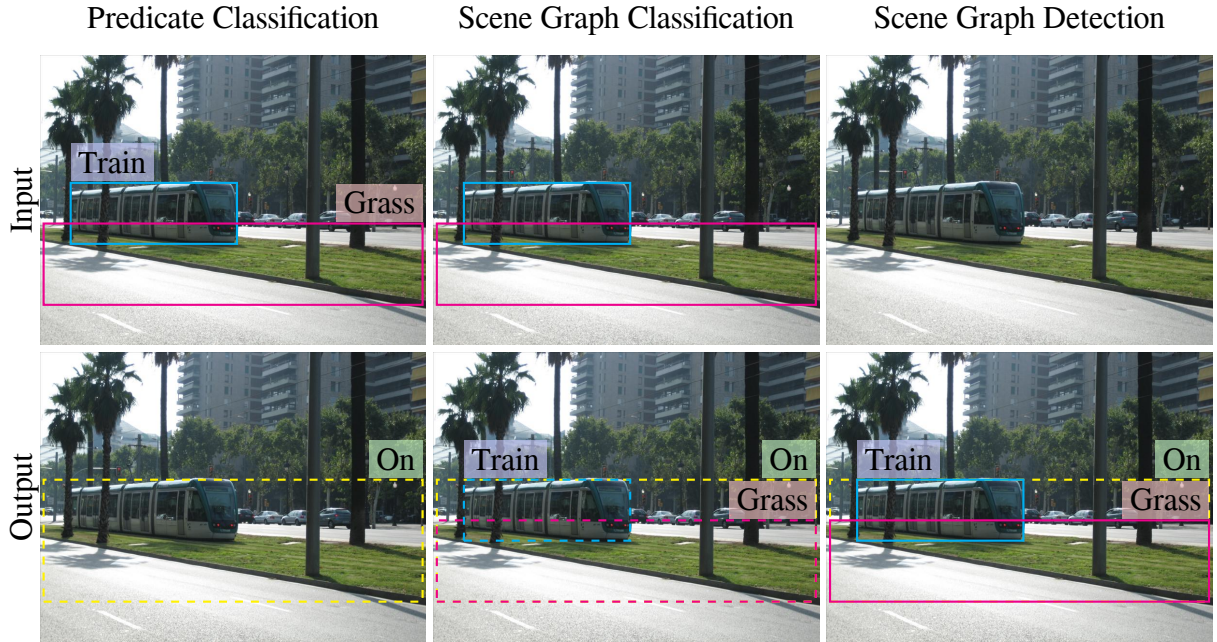 Predicate Classification
Scene Graph Classification
Scene Graph Detection
Input
Train
Grass
Output
On
Train
On
Grass
Train
On
Grass